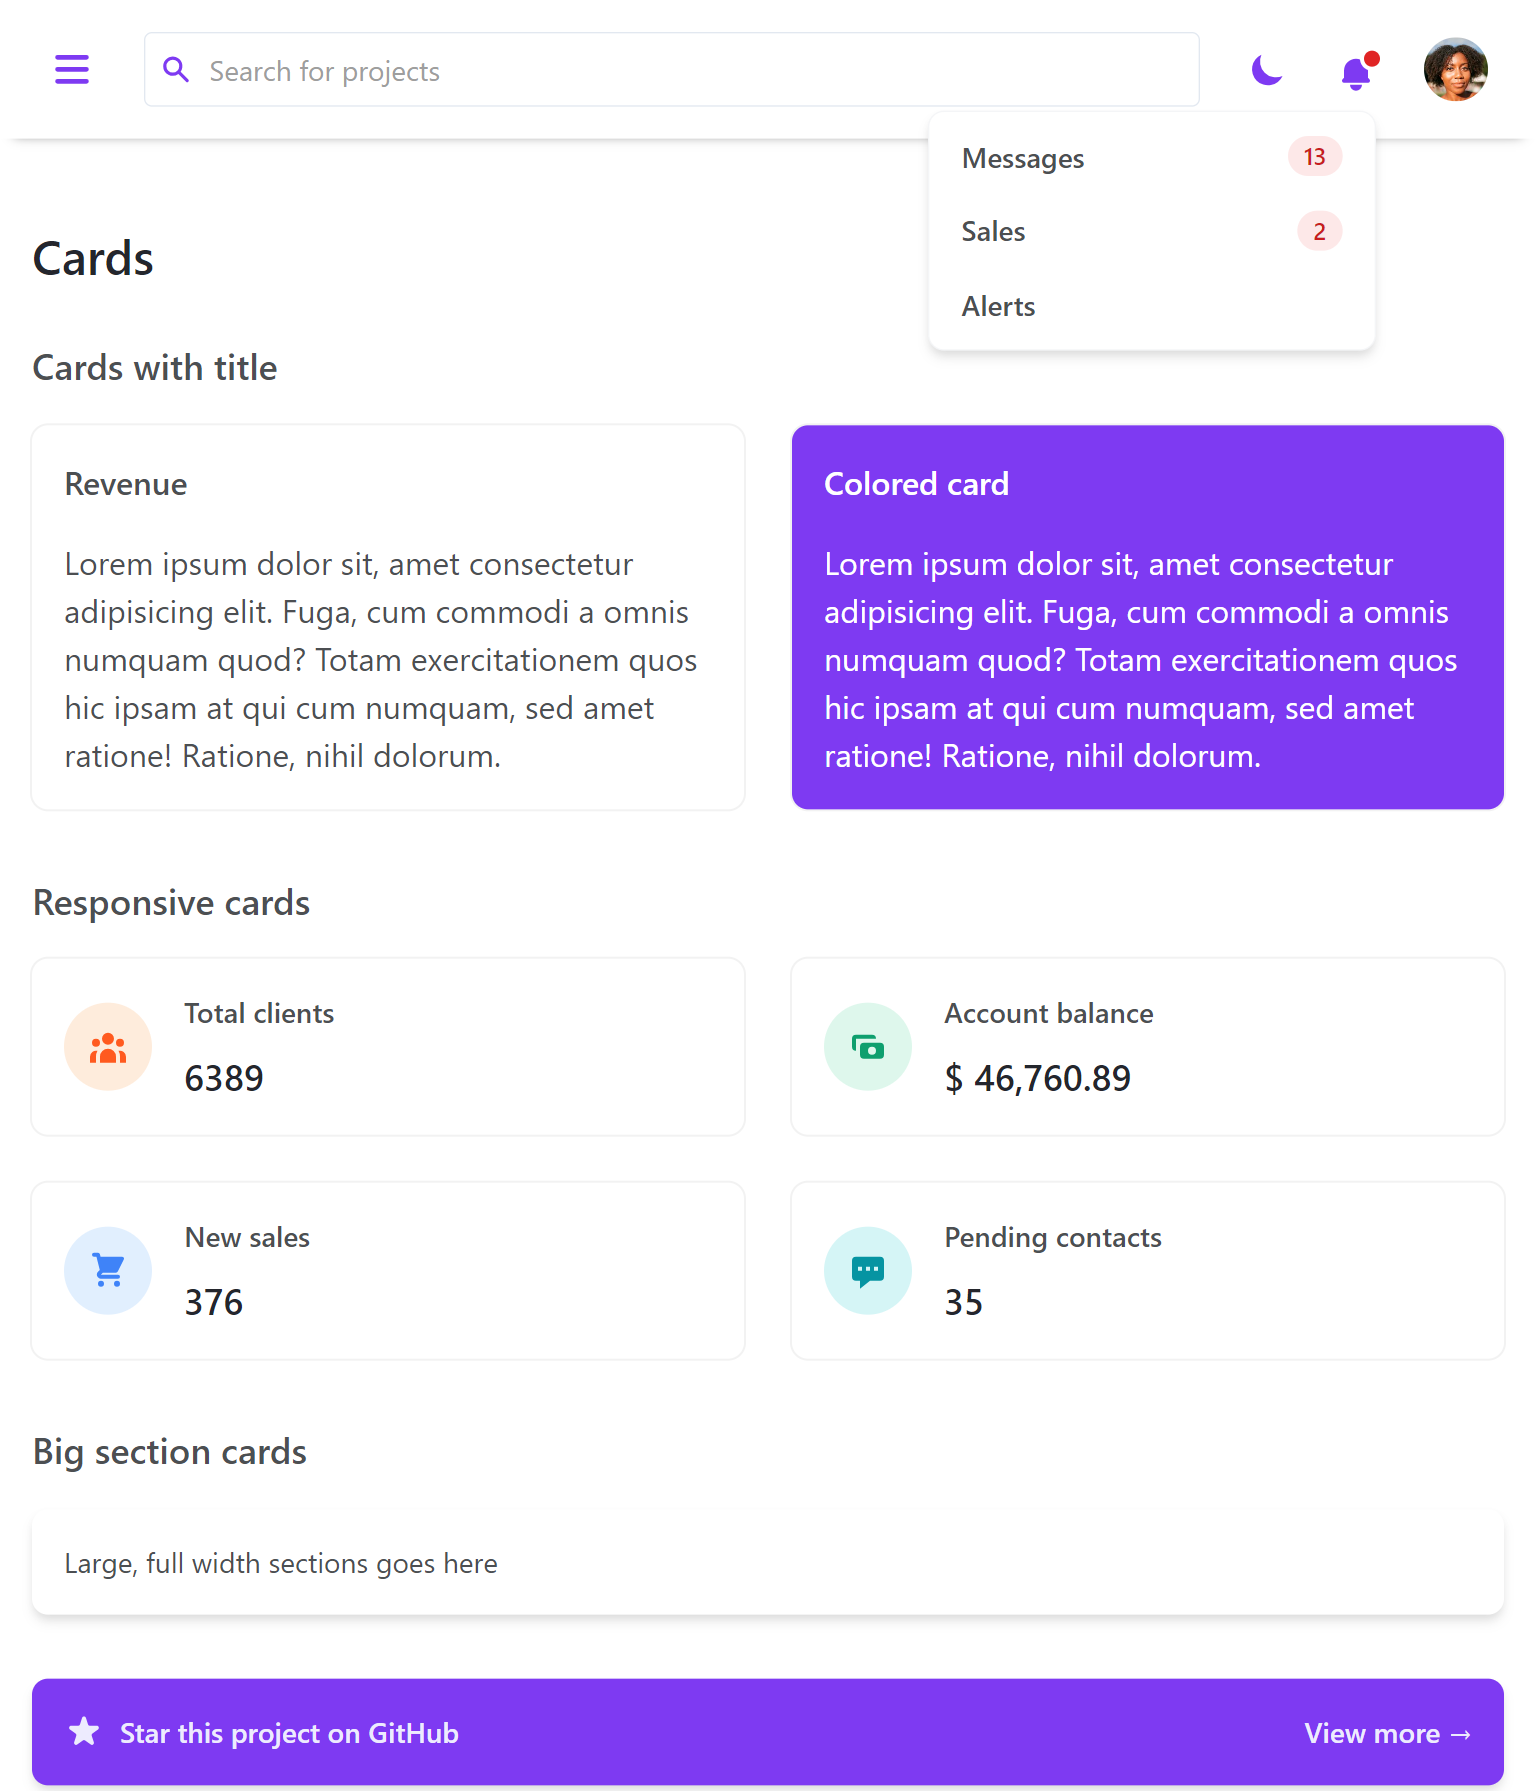 Search for projects
Messages 13
Sales 2
Alerts
Cards
Cards with title
Revenue
Lorem ipsum dolor sit, amet consectetur
adipisicing elit. Fuga, cum commodi a omnis
numquam quod? Totam exercitationem quos
hic ipsam at qui cum numquam, sed amet
ratione! Ratione, nihil dolorum.
Colored card
Lorem ipsum dolor sit, amet consectetur
adipisicing elit. Fuga, cum commodi a omnis
numquam quod? Totam exercitationem quos
hic ipsam at qui cum numquam, sed amet
ratione! Ratione, nihil dolorum.
Responsive cards
Total clients
6389
Account balance
$ 46,760.89
New sales
376
Pending contacts
35
Big section cards
Large, full width sections goes here
Star this project on GitHub
View more →